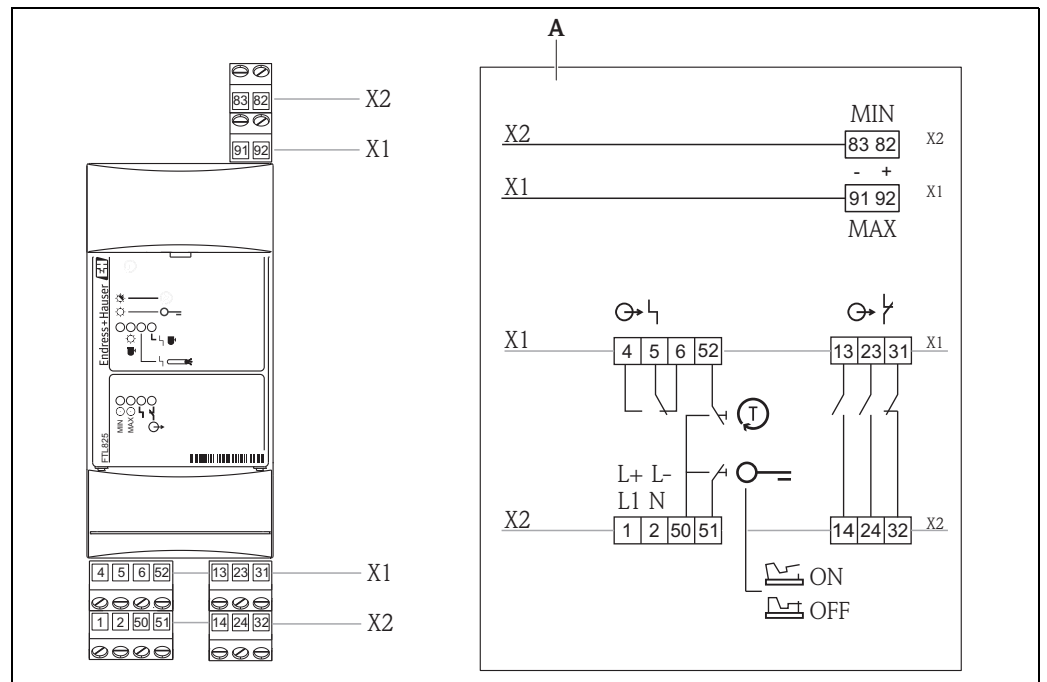 A
83 82 X2
91 92 X1
Endress+Hauser
FTL825
MIN
MAX
4 5 6 52 13 23 31 X1
1 2 50 51 14 24 32 X2
MIN
X2 83 82 X2
- +
X1 91 92 X1
MAX
X1 4 5 6 52 13 23 31 X1
T
L+ L-
L1 N
X2 1 2 50 51 14 24 32 X2
ON
OFF